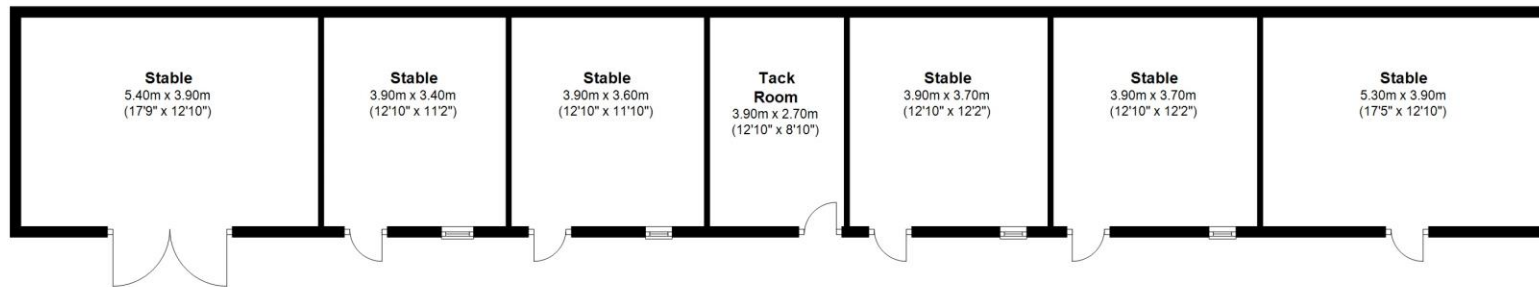 Stable
5.40m x 3.90m
(17'9" x 12'10")
Stable
3.90m x 3.40m
(12'10" x 11'2")
Stable
3.90m x 3.60m
(12'10" x 11'10")
Tack
Room
3.90m x 2.70m
(12'10" x 8'10")
Stable
3.90m x 3.70m
(12'10" x 12'2")
Stable
3.90m x 3.70m
(12'10" x 12'2")
Stable
5.30m x 3.90m
(17'5" x 12'10")